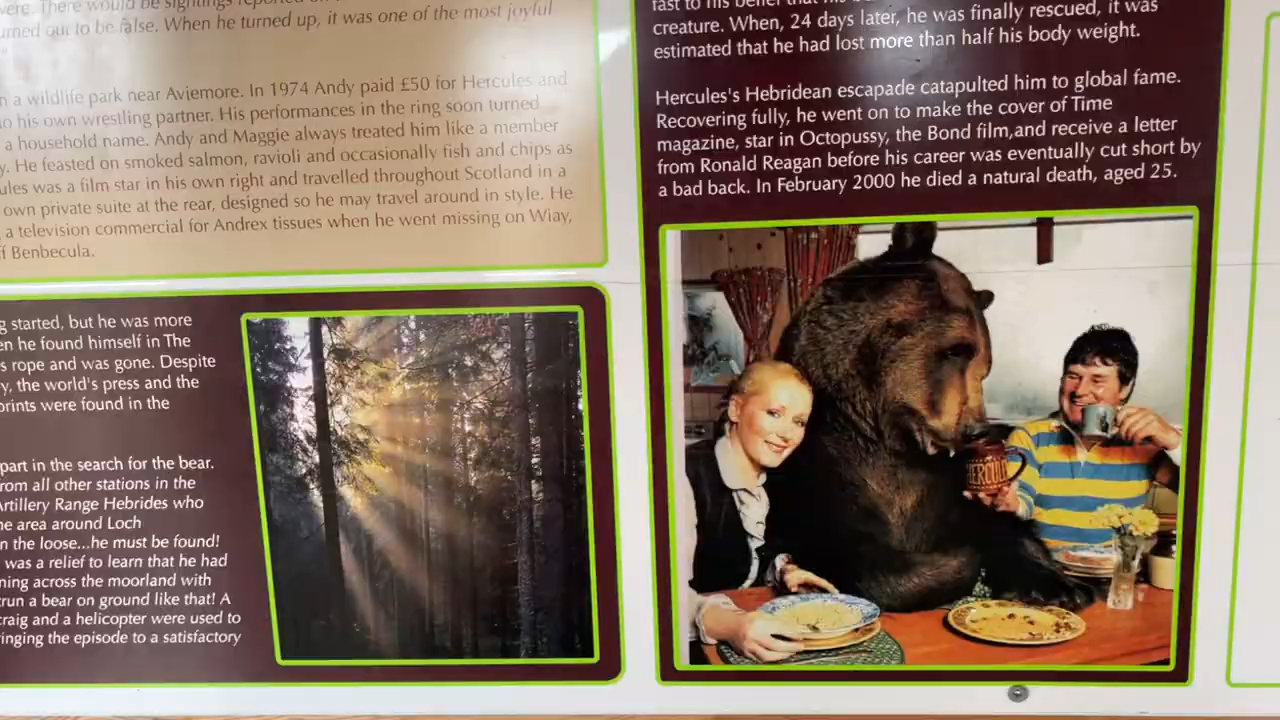 were. There would be sightings reported
urned out to be false. When he turned up, it was one of the most joyful
n a wildlife park near Aviemore. In 1974 Andy paid £50 for Hercules and
o his own wrestling partner. His performances in the ring soon turned
a household name. Andy and Maggie always treated him like a member
y. He feasted on smoked salmon, ravioli and occasionally fish and chips as
ules was a film star in his own right and travelled throughout Scotland in a
own private suite at the rear, designed so he may travel around in style. He
a television commercial for Andrex tissues when he went missing on Wiay,
ff Benbecula.
g started, but he was more
en he found himself in The
s rope and was gone. Despite
y, the world's press and the
prints were found in the
part in the search for the bear.
rom all other stations in the
Artillery Range Hebrides who
he area around Loch
n the loose...he must be found!
was a relief to learn that he had
ning across the moorland with
run a bear on ground like that! A
raig and a helicopter were used to
inging the episode to a satisfactory
fast to his belief that his
creature. When, 24 days later, he was finally rescued, it was
estimated that he had lost more than half his body weight.
Hercules's Hebridean escapade catapulted him to global fame.
Recovering fully, he went on to make the cover of Time
magazine, star in Octopussy, the Bond film,and receive a letter
from Ronald Reagan before his career was eventually cut short by
a bad back. In February 2000 he died a natural death, aged 25.
HERCULE